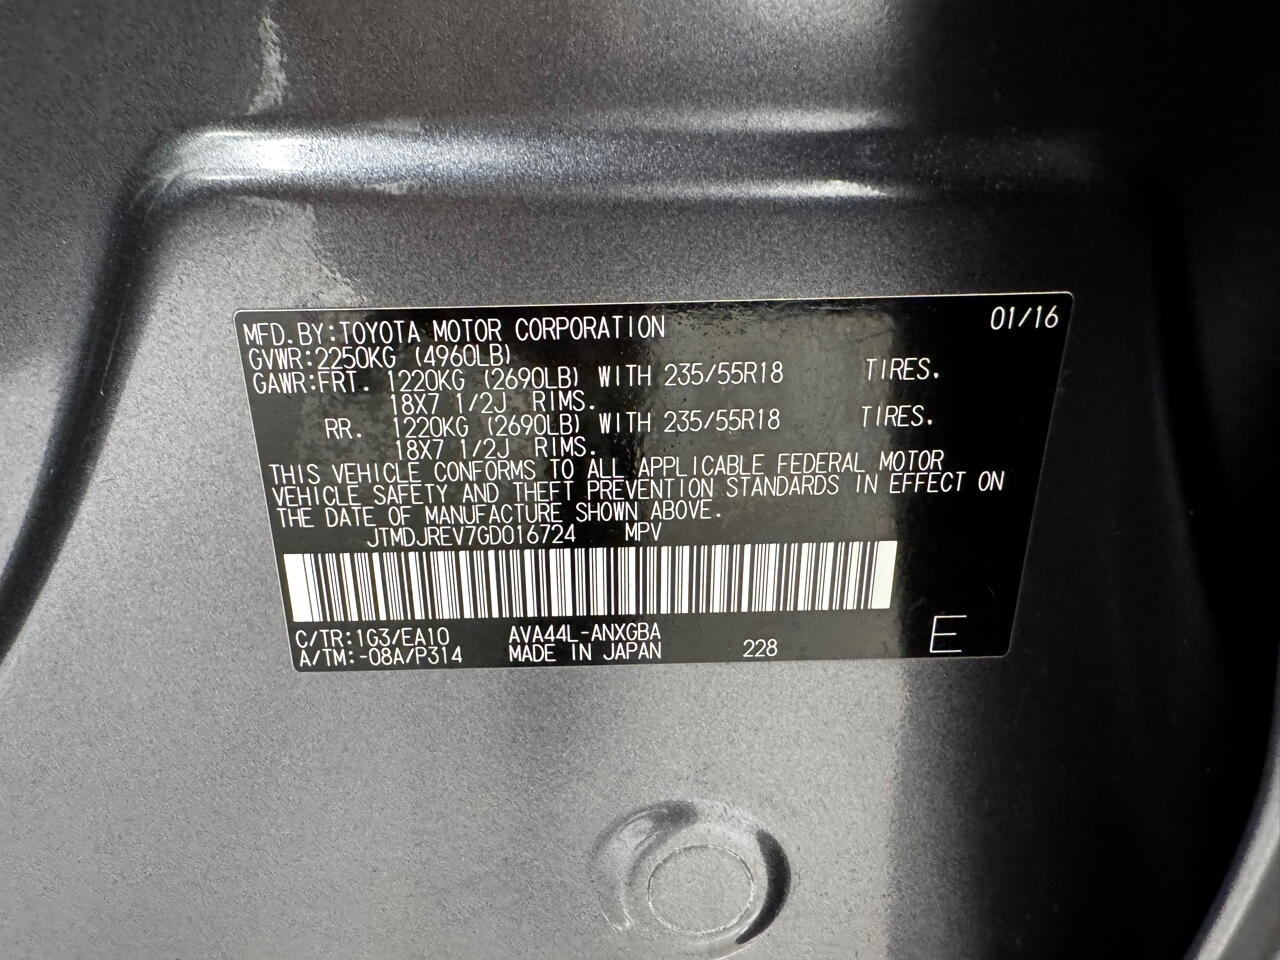 01/16
MFD.BY:TOYOTA MOTOR CORPORATION
GVWR:2250KG (4960LB)
GAWR:FRT. 1220KG (2690LB) WITH 235/55R18 TIRES.
18X7 1/2J RIMS.
RR. 1220KG (2690LB) WITH 235/55R18 TIRES.
18X7 1/2J RIMS.
THIS VEHICLE CONFORMS TO ALL APPLICABLE FEDERAL MOTOR
VEHICLE SAFETY AND THEFT PREVENTION STANDARDS IN EFFECT ON
THE DATE OF MANUFACTURE SHOWN ABOVE.
JTMDJREV7GD016724 MPV
C/TR:1G3/EA10 AVA44L-ANXGBA
A/TM:-08A/P314 MADE IN JAPAN 228 E